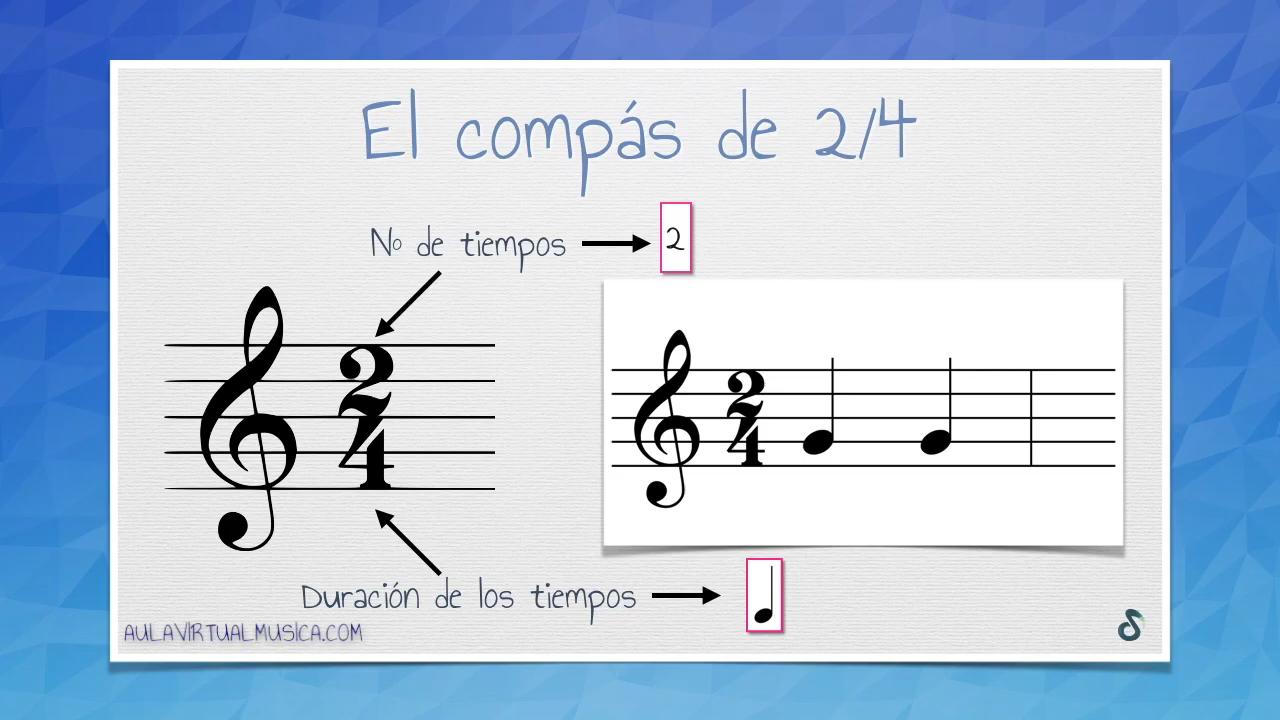 El compás de 2/4
Nº de tiempos
2
2
4
2
4
Duración de los tiempos
AULAVIRTUALMUSICA.COM